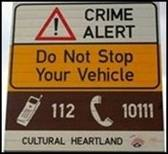 CRIME
ALERT
Do Not Stop
Your Vehicle
112 10111
CULTURAL HEARTLAND